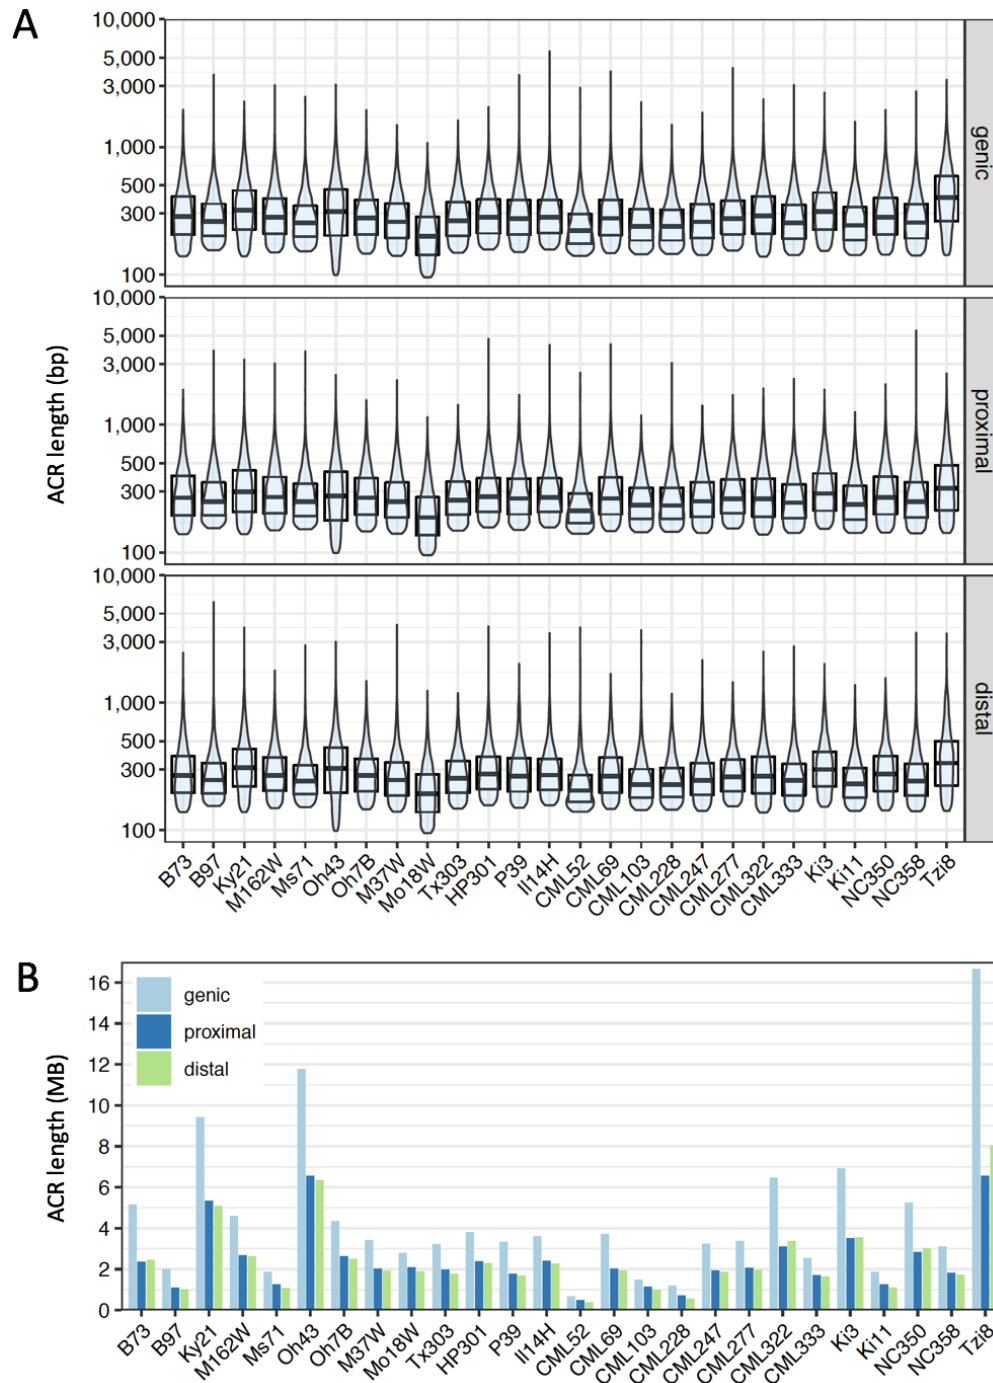 A
ACR length (bp)
10,000
5,000
3,000
1,000
500
300
100
genic
10,000
5,000
3,000
1,000
500
300
100
proximal
10,000
5,000
3,000
1,000
500
300
100
distal
B73
B97
Ky21
M162W
Ms71
Oh43
Oh7B
M37W
Mo18W
Tx303
HP301
P39
Il14H
CML52
CML69
CML103
CML228
CML247
CML277
CML322
CML333
Ki3
Ki11
NC350
NC358
Tzi8
B
ACR length (MB)
16
14
12
10
8
6
4
2
0
genic
proximal
distal
B73
B97
Ky21
M162W
Ms71
Oh43
Oh7B
M37W
Mo18W
Tx303
HP301
P39
Il14H
CML52
CML69
CML103
CML228
CML247
CML277
CML322
CML333
Ki3
Ki11
NC350
NC358
Tzi8